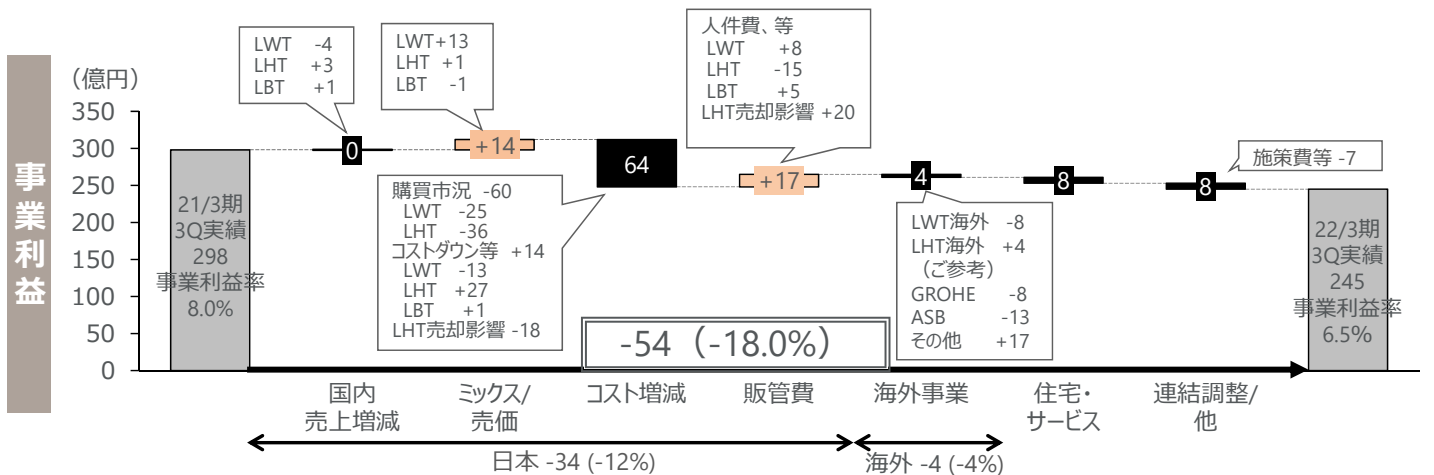 事業利益
（億円）
350
300
250
200
150
100
50
0
21/3期
3Q実績
298
事業利益率
8.0%
LWT -4
LHT +3
LBT +1
0
LWT+13
LHT +1
LBT -1
+14
購買市況 -60
LWT -25
LHT -36
コストダウン等 +14
LWT -13
LHT +27
LBT +1
LHT売却影響 -18
64
人件費、等
LWT +8
LHT -15
LBT +5
LHT売却影響 +20
+17
4
LWT海外 -8
LHT海外 +4
（ご参考）
GROHE -8
ASB -13
その他 +17
8
施策費等 -7
8
22/3期
3Q実績
245
事業利益率
6.5%
-54（-18.0%）
国内
売上増減
ミックス/
売価
コスト増減
販管費
海外事業
住宅・
サービス
連結調整/
他
日本 -34 (-12%)
海外 -4 (-4%)